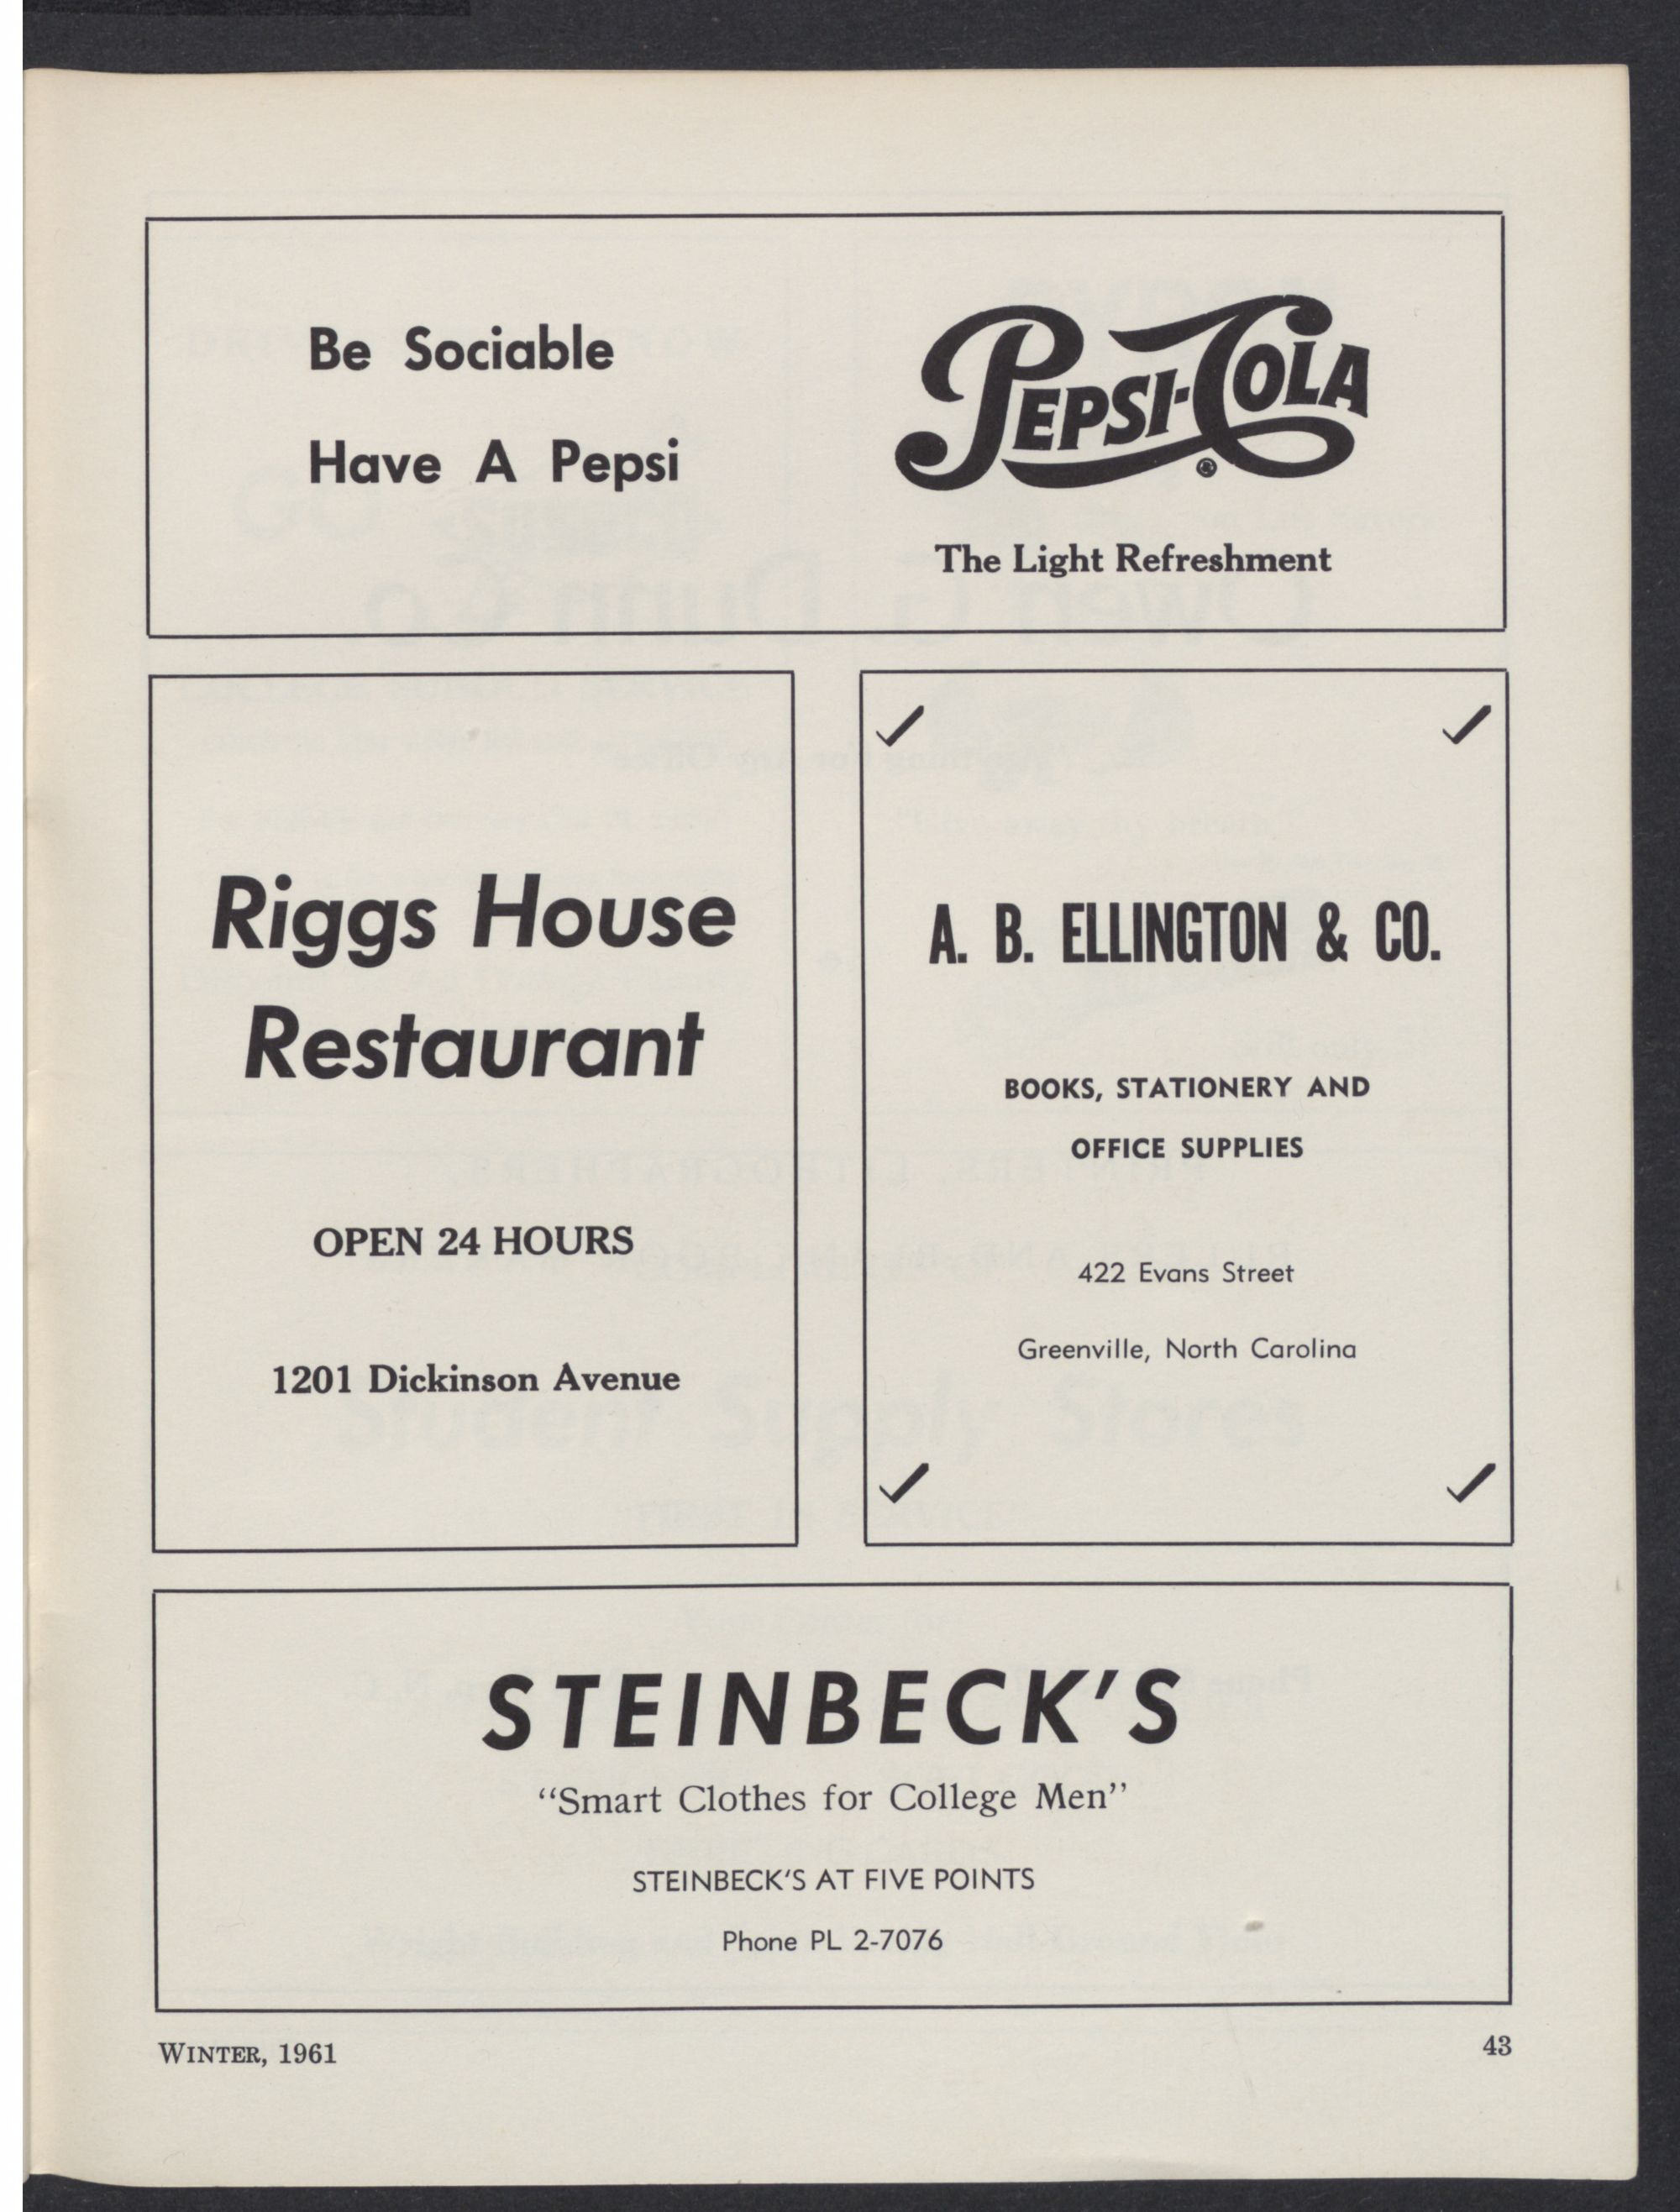 Be Sociable
Have A Pepsi
PEPSI-COLA
®
The Light Refreshment
Riggs House
Restaurant
OPEN 24 HOURS
1201 Dickinson Avenue
A. B. ELLINGTON & CO.
BOOKS, STATIONERY AND
OFFICE SUPPLIES
422 Evans Street
Greenville, North Carolina
STEINBECK'S
“Smart Clothes for College Men”
STEINBECK'S AT FIVE POINTS
Phone PL 2-7076
WINTER, 1961
43